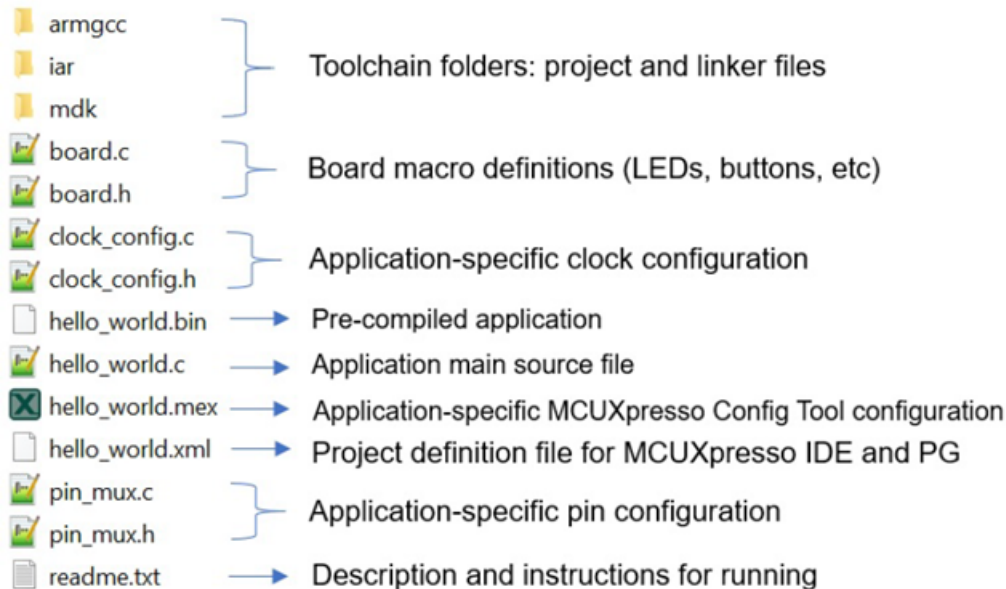 armgcc
iar
Toolchain folders: project and linker files
mdk
board.c
Board macro definitions (LEDs, buttons, etc)
board.h
clock_config.c
Application-specific clock configuration
clock_config.h
hello_world.bin Pre-compiled application
hello_world.c Application main source file
hello_world.mex Application-specific MCUXpresso Config Tool configuration
hello_world.xml Project definition file for MCUXpresso IDE and PG
pin_mux.c
Application-specific pin configuration
pin_mux.h
readme.txt Description and instructions for running